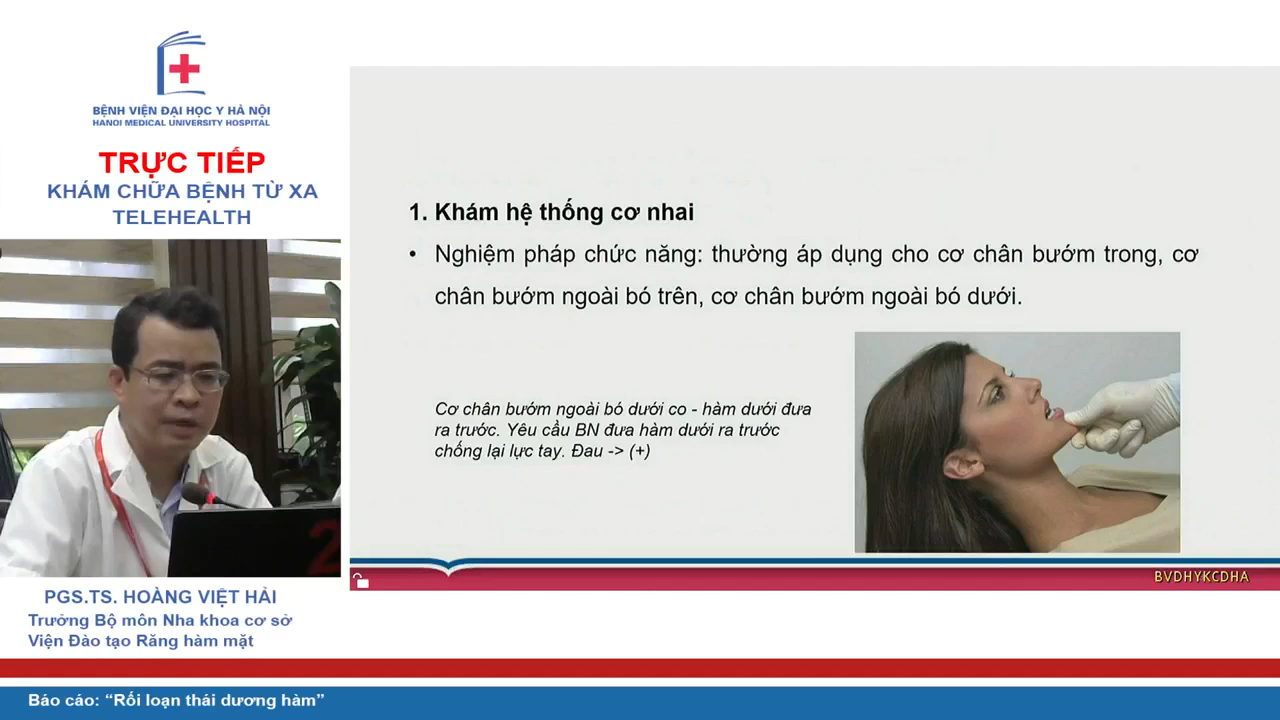 BỆNH VIỆN ĐẠI HỌC Y HÀ NỘI
HANOI MEDICAL UNIVERSITY HOSPITAL
TRỰC TIẾP
KHÁM CHỮA BỆNH TỪ XA
TELEHEALTH
1. Khám hệ thống cơ nhai
• Nghiệm pháp chức năng: thường áp dụng cho cơ chân bướm trong, cơ
chân bướm ngoài bó trên, cơ chân bướm ngoài bó dưới.
Cơ chân bướm ngoài bó dưới co - hàm dưới đưa
ra trước. Yêu cầu BN đưa hàm dưới ra trước
chống lại lực tay. Đau -> (+)
BVDHYKCDHA
2
PGS.TS. HOÀNG VIỆT HẢI
Trưởng Bộ môn Nha khoa cơ sở
Viện Đào tạo Răng hàm mặt
Báo cáo: “Rối loạn thái dương hàm”